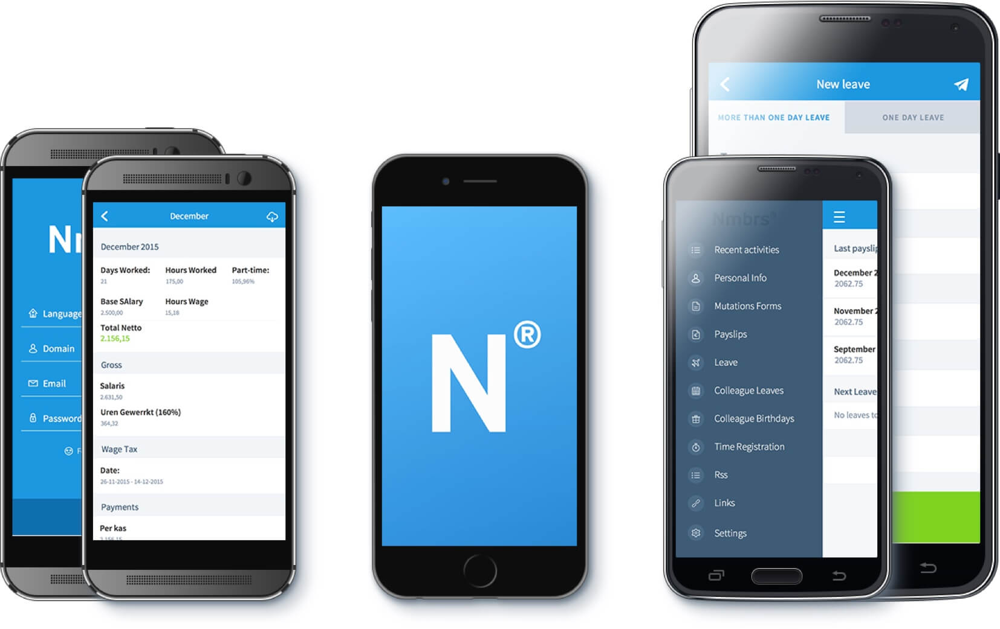 Language
Domain
Email
Password
December
December 2015
Days Worked: Hours Worked Part-time:
21 175,00 105,96%
Base SAlary Hours Wage
2.500,00 15,18
Total Netto
2.156,15
Gross
Salaris
2.631,50
Uren Gewerrkt (160%)
364,32
Wage Tax
Date:
26-11-2015 - 14-12-2015
Payments
Per kas
2.156,15
N®
Nmbrs®
Recent activities
Personal Info
Mutations Forms
Payslips
Leave
Colleague Leaves
Colleague Birthdays
Time Registration
Rss
Links
Settings
Last payslip
December 2
2062.75
November 2
2062.75
September
2062.75
Next Leave
No leaves to
New leave
MORE THAN ONE DAY LEAVE ONE DAY LEAVE